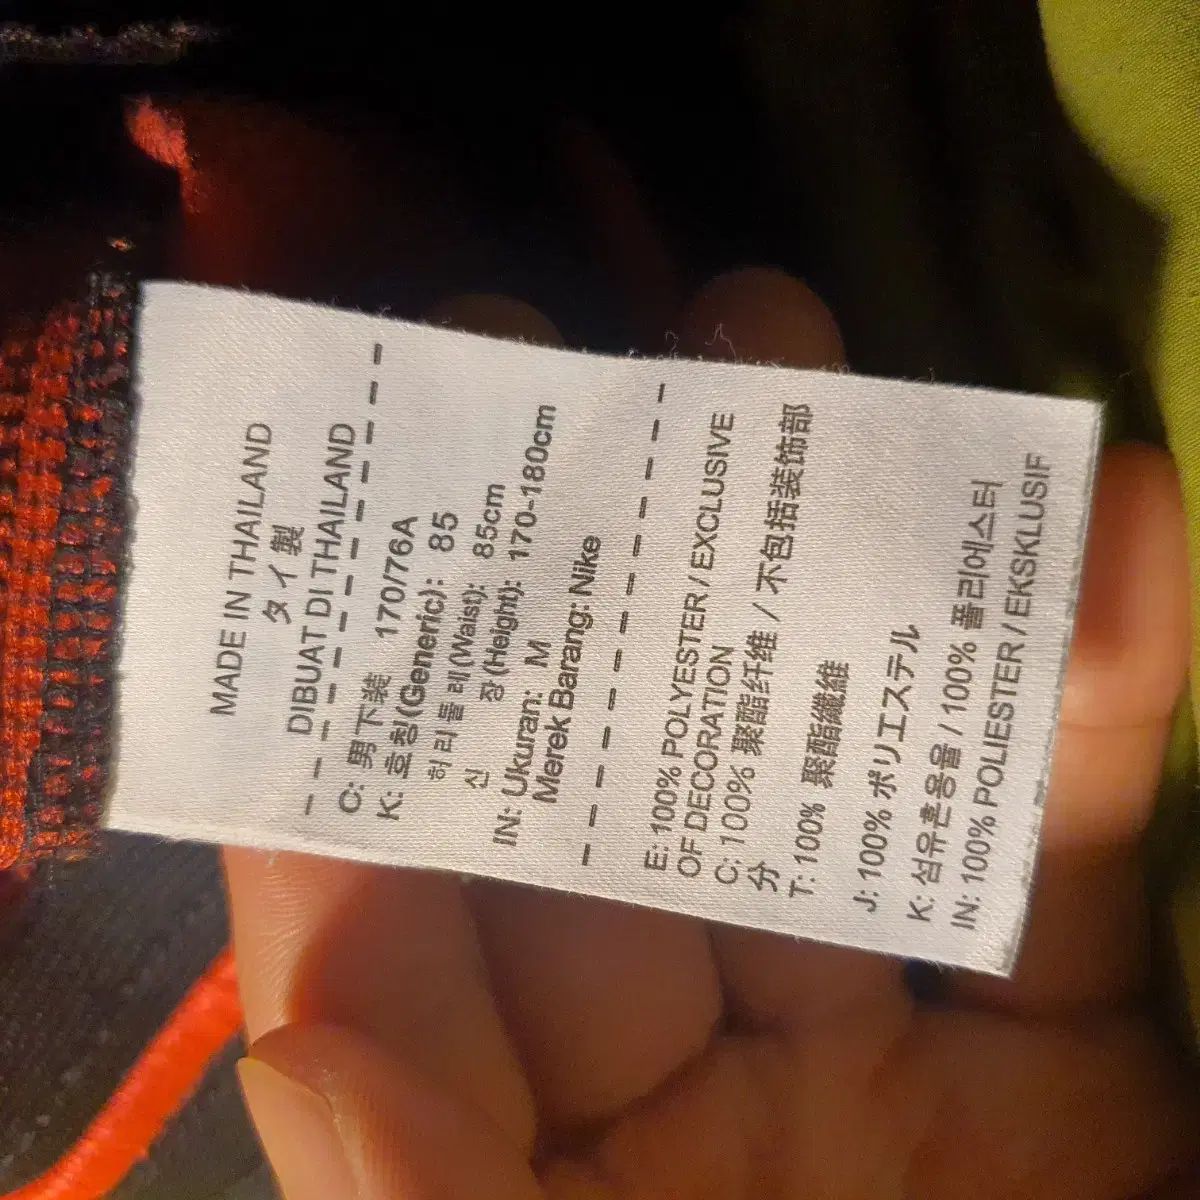 MADE IN THAILAND
タイ製
DIBUAT DI THAILAND
C: 男下装 170/76A
K: 호칭(Generic): 85
허리둘레(Waist): 85cm
신 장(Height): 170-180cm
IN: Ukuran: M
Merek Barang: Nike
E: 100% POLYESTER / EXCLUSIVE
OF DECORATION
C: 100% 聚酯纤维 / 不包括装饰部
分
T: 100% 聚酯纖維
J: 100% ポリエステル
K: 섬유혼용율 / 100% 폴리에스터
IN: 100% POLIESTER / EKSKLUSIF